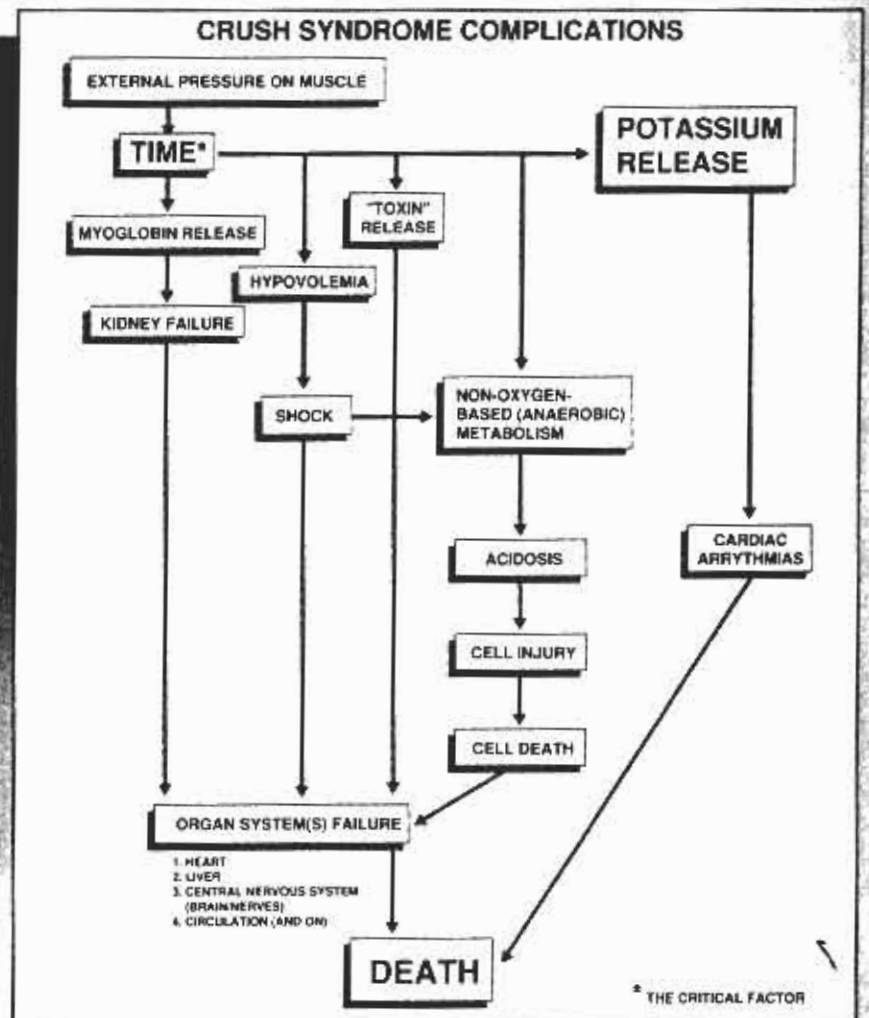 CRUSH SYNDROME COMPLICATIONS
EXTERNAL PRESSURE ON MUSCLE
TIME*
POTASSIUM
RELEASE
"TOXIN"
RELEASE
MYOGLOBIN RELEASE
HYPOVOLEMIA
KIDNEY FAILURE
SHOCK
NON-OXYGEN-
BASED (ANAEROBIC)
METABOLISM
ACIDOSIS
CARDIAC
ARRYTHMIAS
CELL INJURY
CELL DEATH
ORGAN SYSTEM(S) FAILURE
1. HEART
2. LIVER
3. CENTRAL NERVOUS SYSTEM
(BRAIN/NERVES)
4. CIRCULATION (AND ON)
DEATH
* THE CRITICAL FACTOR